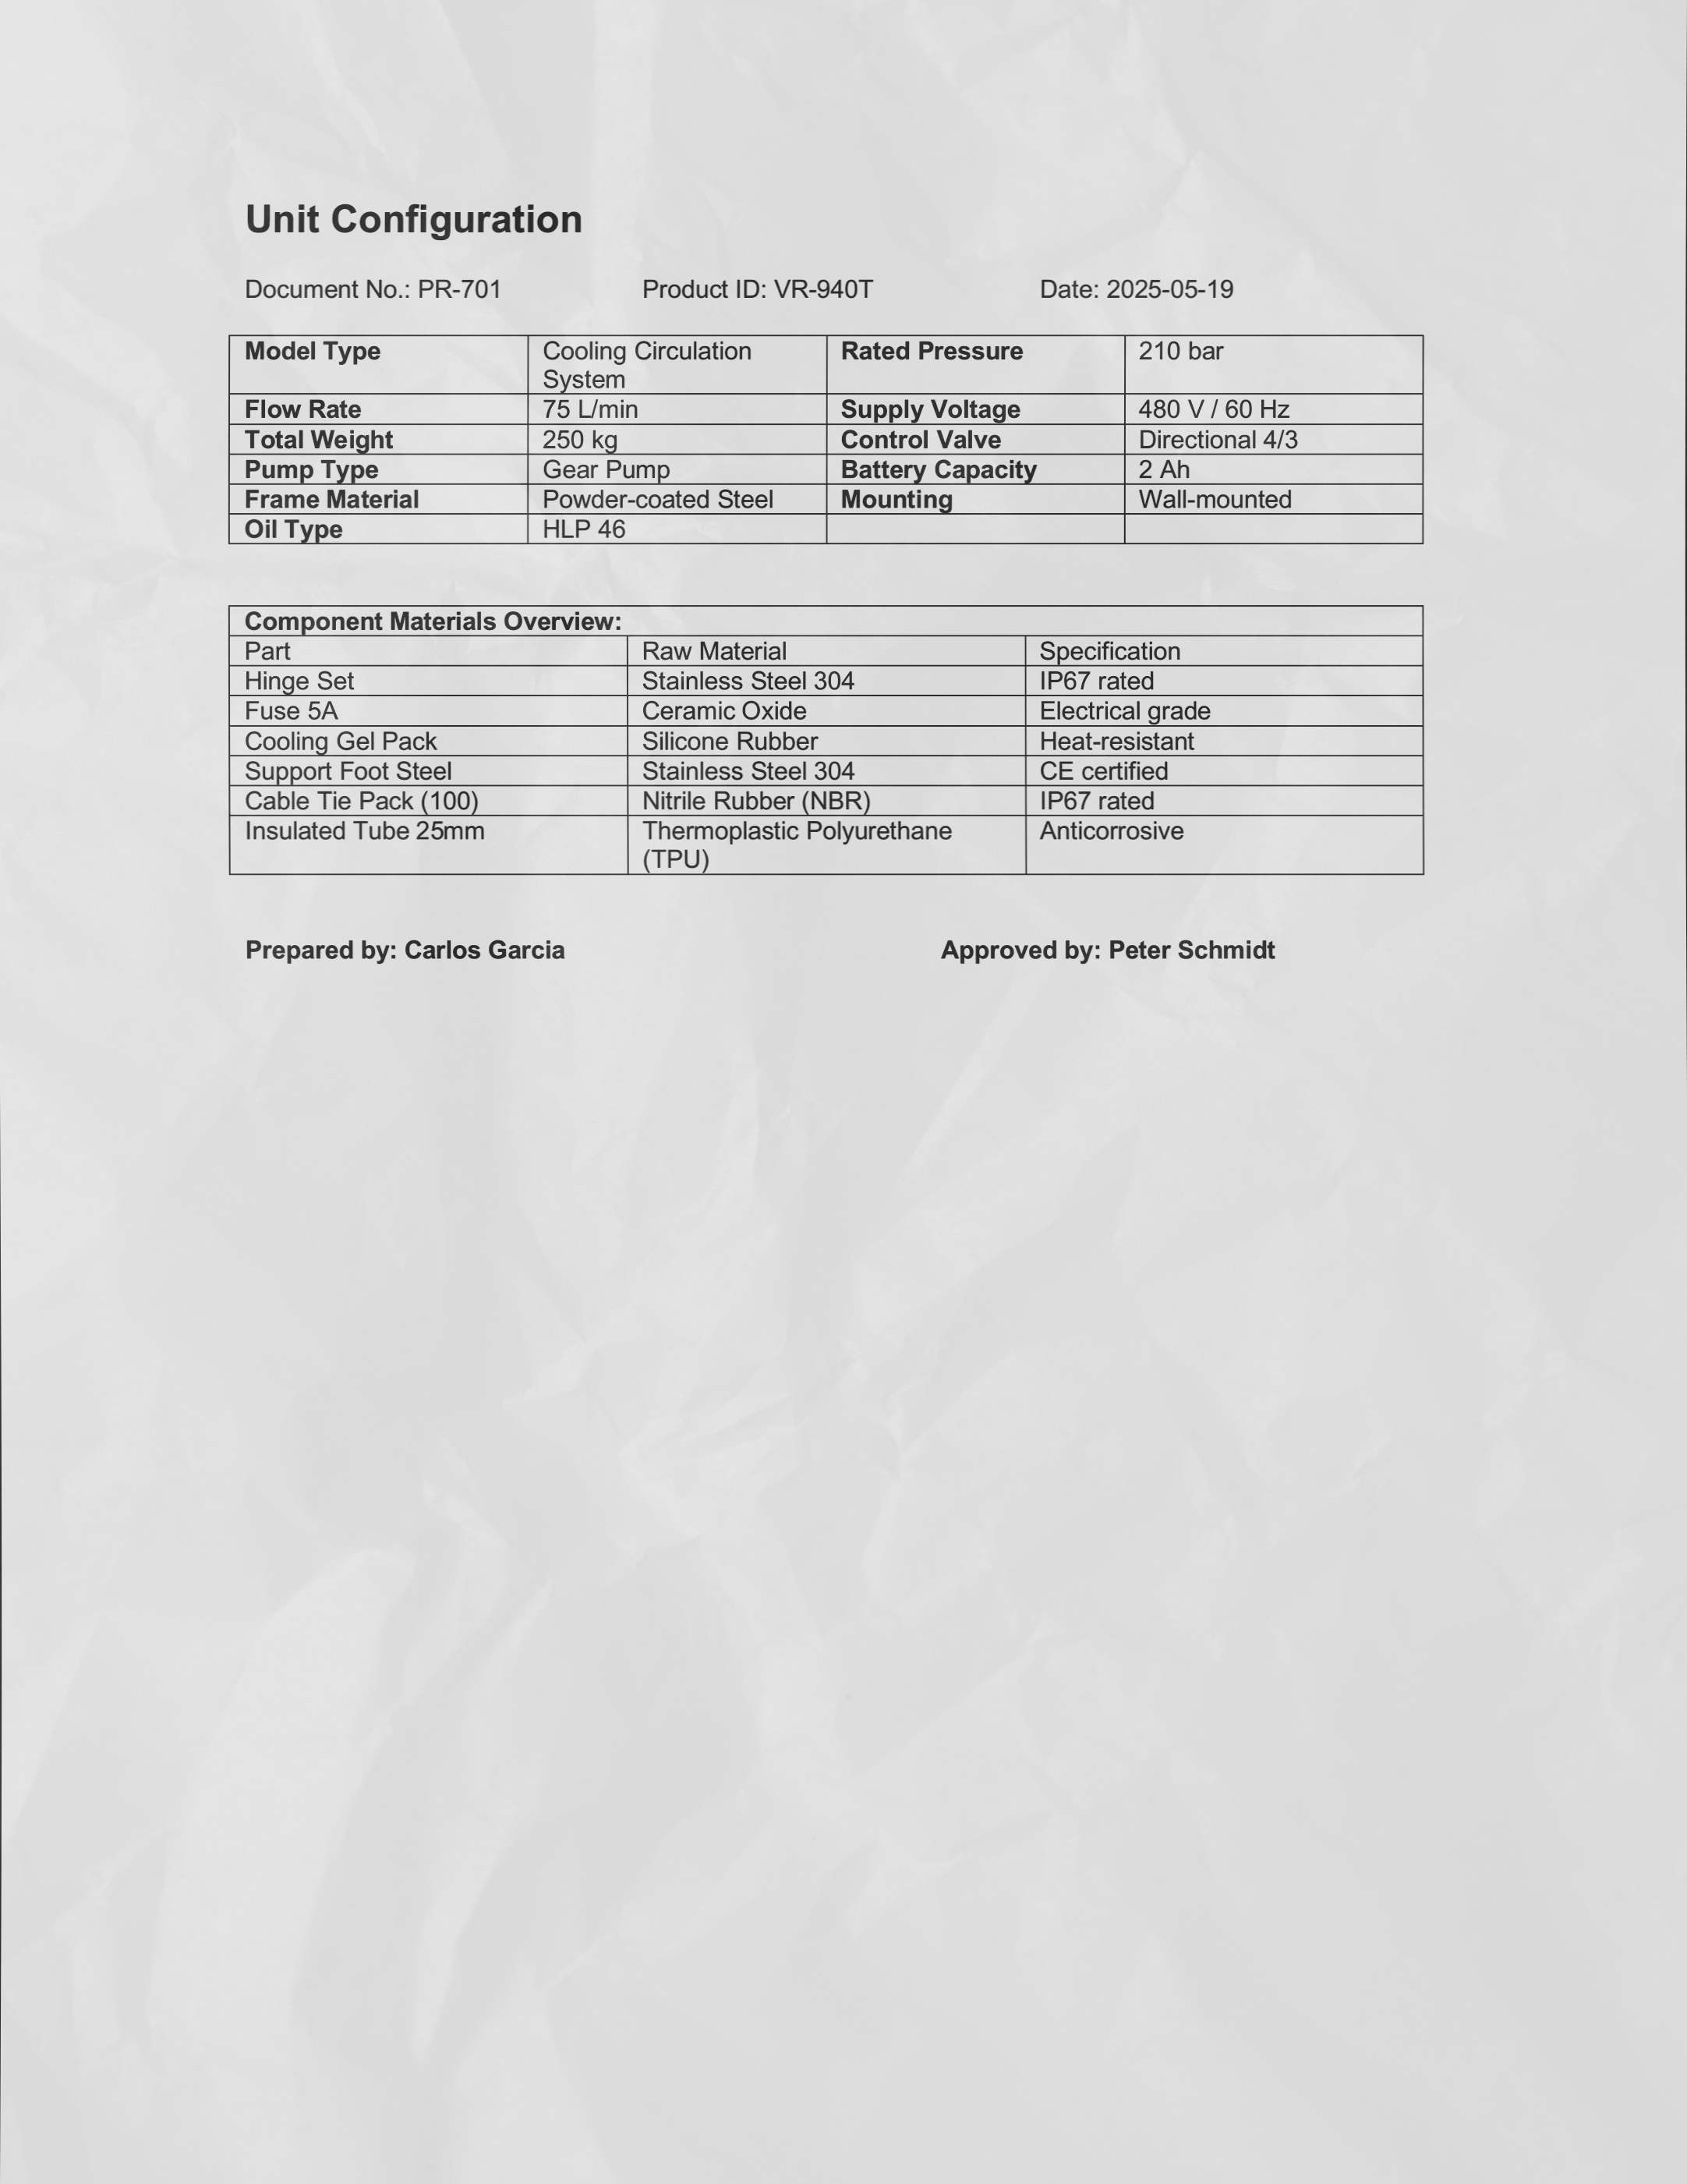 Unit Configuration
Document No.: PR-701 Product ID: VR-940T Date: 2025-05-19
Model Type Cooling Circulation System Rated Pressure 210 bar
Flow Rate 75 L/min Supply Voltage 480 V / 60 Hz
Total Weight 250 kg Control Valve Directional 4/3
Pump Type Gear Pump Battery Capacity 2 Ah
Frame Material Powder-coated Steel Mounting Wall-mounted
Oil Type HLP 46
Component Materials Overview:
Part Raw Material Specification
Hinge Set Stainless Steel 304 IP67 rated
Fuse 5A Ceramic Oxide Electrical grade
Cooling Gel Pack Silicone Rubber Heat-resistant
Support Foot Steel Stainless Steel 304 CE certified
Cable Tie Pack (100) Nitrile Rubber (NBR) IP67 rated
Insulated Tube 25mm Thermoplastic Polyurethane (TPU) Anticorrosive
Prepared by: Carlos Garcia Approved by: Peter Schmidt